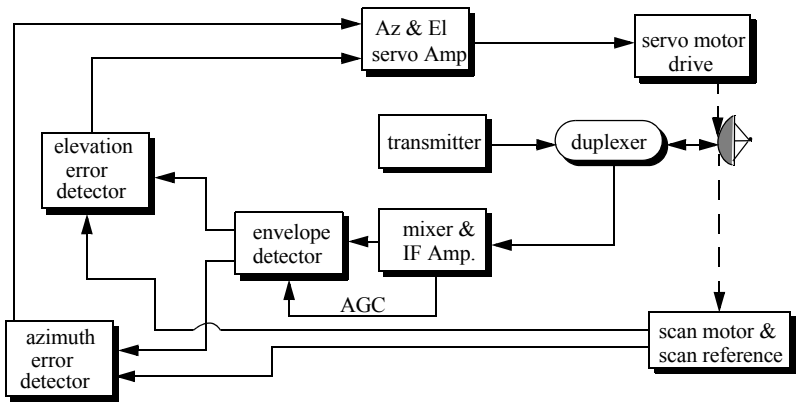 Az & El
servo Amp
servo motor
drive
transmitter
duplexer
elevation
error
detector
envelope
detector
mixer &
IF Amp.
AGC
azimuth
error
detector
scan motor &
scan reference